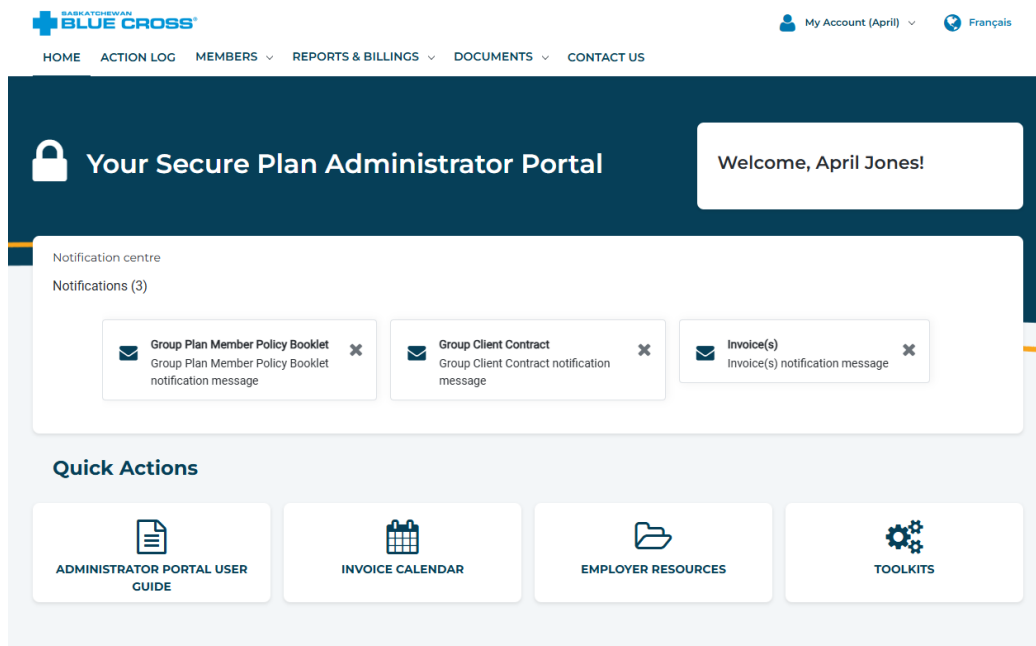 SASKATCHEWAN
BLUE CROSS®
My Account (April)
Français
HOME ACTION LOG MEMBERS REPORTS & BILLINGS DOCUMENTS CONTACT US
Your Secure Plan Administrator Portal
Welcome, April Jones!
Notification centre
Notifications (3)
Group Plan Member Policy Booklet
Group Plan Member Policy Booklet
notification message
Group Client Contract
Group Client Contract notification
message
Invoice(s)
Invoice(s) notification message
Quick Actions
ADMINISTRATOR PORTAL USER
GUIDE
INVOICE CALENDAR
EMPLOYER RESOURCES
TOOLKITS